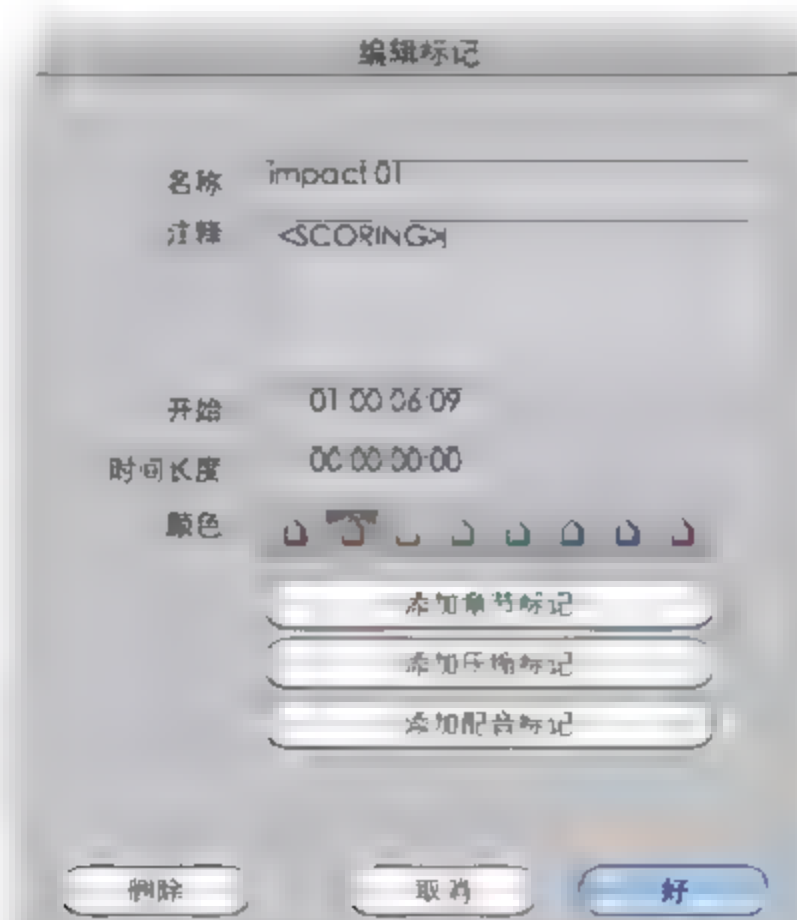 编辑标记
名称 impact 01
注释 <SCORING>
开始 01:00:06:09
时间长度 00:00:00:00
颜色
添加章节标记
添加压缩标记
添加配音标记
删除 取消 好